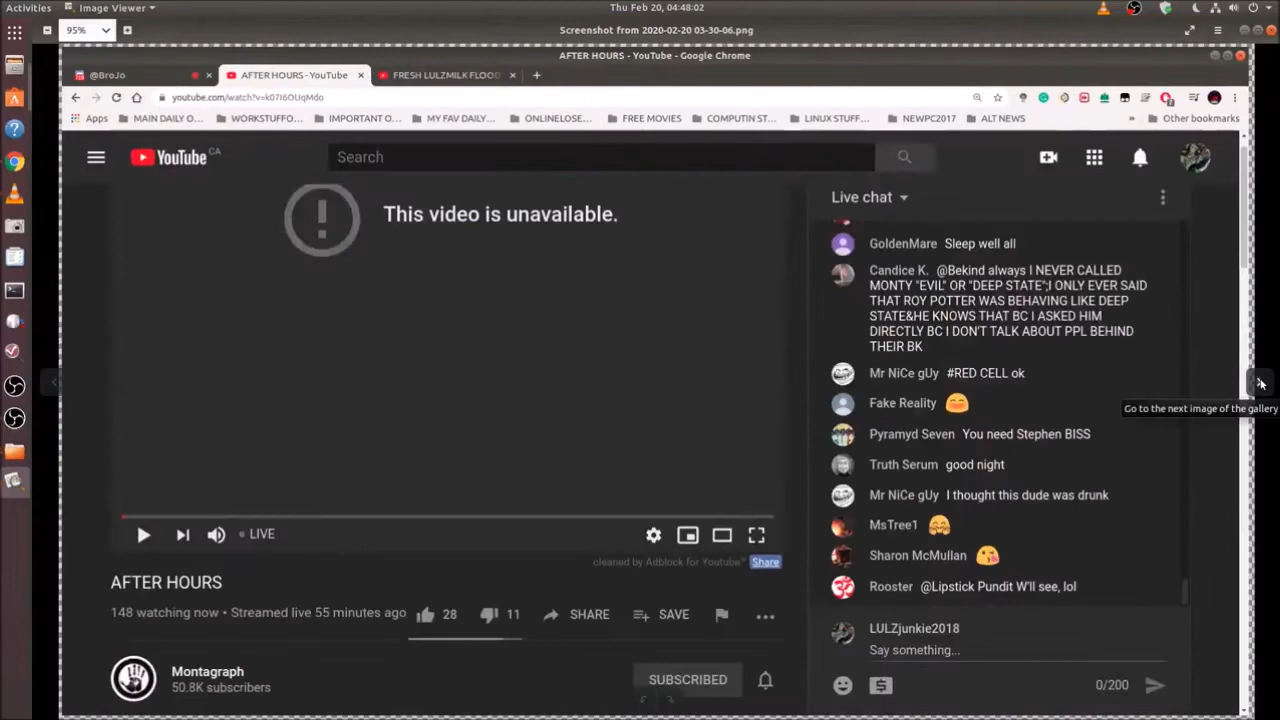 Activities
Image Viewer
Thu Feb 20, 04:48:02
95%
Screenshot from 2020-02-20 03-30-06.png
AFTER HOURS - YouTube - Google Chrome
@BroJo
AFTER HOURS - YouTube
FRESH LULZMILK FLOOD
youtube.com/watch?v=k07I6OUqMdo
Apps
MAIN DAILY O...
WORKSTUFFO...
IMPORTANT O...
MY FAV DAILY...
ONLINELOSE...
FREE MOVIES
COMPUTIN ST...
LINUX STUFF...
NEWPC2017
ALT NEWS
»
Other bookmarks
YouTube CA
Search
This video is unavailable.
Live chat
GoldenMare Sleep well all
Candice K. @Bekind always I NEVER CALLED
MONTY "EVIL" OR "DEEP STATE";I ONLY EVER SAID
THAT ROY POTTER WAS BEHAVING LIKE DEEP
STATE&HE KNOWS THAT BC I ASKED HIM
DIRECTLY BC I DON'T TALK ABOUT PPL BEHIND
THEIR BK
Mr NiCe gUy #RED CELL ok
Fake Reality
Go to the next image of the gallery
Pyramyd Seven You need Stephen BISS
Truth Serum good night
Mr NiCe gUy I thought this dude was drunk
MsTree1
LIVE
Sharon McMullan
cleaned by Adblock for Youtube™ Share
AFTER HOURS
Rooster @Lipstick Pundit W'll see, lol
148 watching now • Streamed live 55 minutes ago
28
11
SHARE
SAVE
LULZjunkie2018
Say something...
Montagraph
50.8K subscribers
SUBSCRIBED
0/200